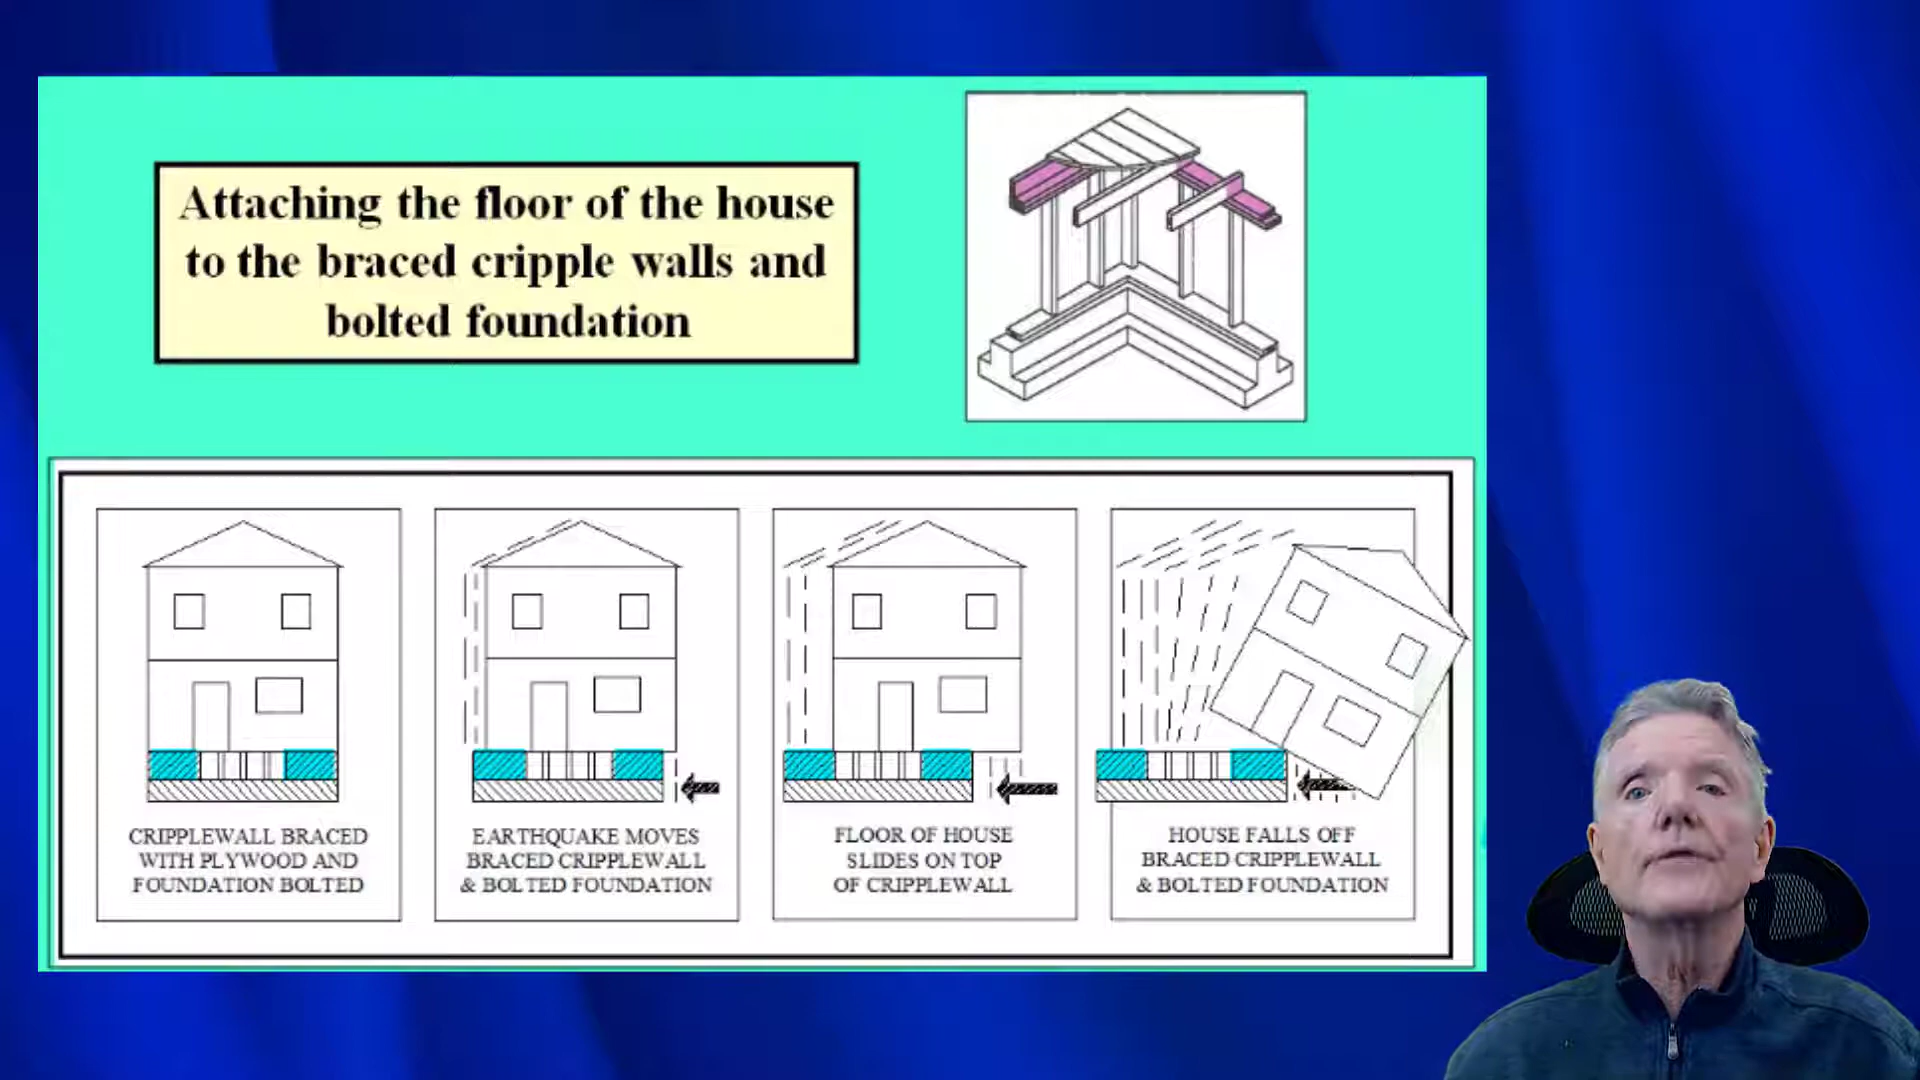 Attaching the floor of the house
to the braced cripple walls and
bolted foundation
CRIPPLEWALL BRACED
WITH PLYWOOD AND
FOUNDATION BOLTED
EARTHQUAKE MOVES
BRACED CRIPPLEWALL
& BOLTED FOUNDATION
FLOOR OF HOUSE
SLIDES ON TOP
OF CRIPPLEWALL
HOUSE FALLS OFF
BRACED CRIPPLEWALL
& BOLTED FOUNDATION